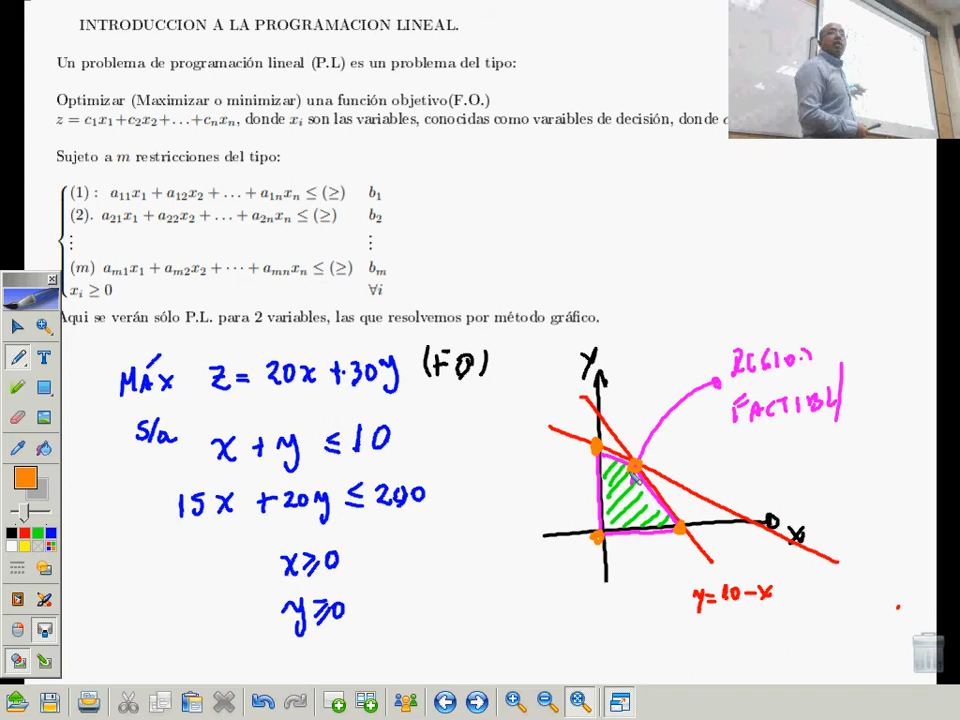 INTRODUCCION A LA PROGRAMACION LINEAL.
Un problema de programación lineal (P.L) es un problema del tipo:
Optimizar (Maximizar o minimizar) una función objetivo(F.O.)
z = c₁x₁+c₂x₂+…+cₙxₙ, donde xᵢ son las variables, conocidas como varaibles de decisión, donde c
Sujeto a m restricciones del tipo:
(1) : a₁₁x₁ + a₁₂x₂ + … + a₁ₙxₙ ≤ (≥) b₁
(2). a₂₁x₁ + a₂₂x₂ + … + a₂ₙxₙ ≤ (≥) b₂
⋮ ⋮
(m) aₘ₁x₁ + aₘ₂x₂ + ⋯ + aₘₙxₙ ≤ (≥) bₘ
xᵢ ≥ 0 ∀i
Aqui se verán sólo P.L. para 2 variables, las que resolvemos por método gráfico.
MÁX z = 20x + 30y (FO)
S/a
x + y ≤ 10
15x + 20y ≤ 200
x ≥ 0
y ≥ 0
Y
REGION
FACTIBLE
X
y = 10 - x
T